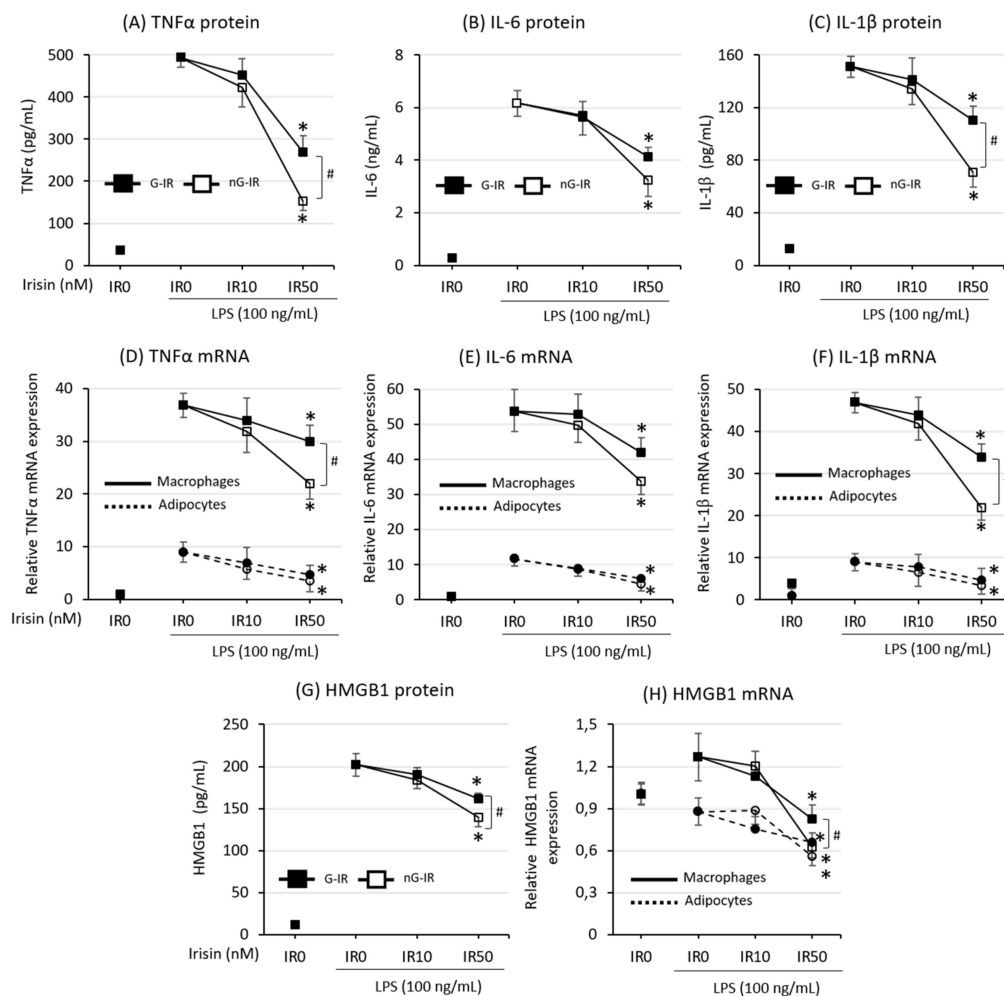 (A) TNFα protein
TNFα (pg/mL)
500
400
300
200
100
0
G-IR
nG-IR
*
#
*
Irisin (nM)
IR0
IR0
IR10
IR50
LPS (100 ng/mL)
(B) IL-6 protein
IL-6 (ng/mL)
8
6
4
2
0
G-IR
nG-IR
*
*
IR0
IR0
IR10
IR50
LPS (100 ng/mL)
(C) IL-1β protein
IL-1β (pg/mL)
160
120
80
40
0
G-IR
nG-IR
*
#
*
IR0
IR0
IR10
IR50
LPS (100 ng/mL)
(D) TNFα mRNA
Relative TNFα mRNA expression
40
30
20
10
0
Macrophages
Adipocytes
*
#
*
*
*
Irisin (nM)
IR0
IR0
IR10
IR50
LPS (100 ng/mL)
(E) IL-6 mRNA
Relative IL-6 mRNA expression
60
50
40
30
20
10
0
Macrophages
Adipocytes
*
*
*
*
IR0
IR0
IR10
IR50
LPS (100 ng/mL)
(F) IL-1β mRNA
Relative IL-1β mRNA expression
50
40
30
20
10
0
Macrophages
Adipocytes
*
*
*
*
IR0
IR0
IR10
IR50
LPS (100 ng/mL)
(G) HMGB1 protein
HMGB1 (pg/mL)
250
200
150
100
50
0
G-IR
nG-IR
*
#
*
Irisin (nM)
IR0
IR0
IR10
IR50
LPS (100 ng/mL)
(H) HMGB1 mRNA
Relative HMGB1 mRNA
expression
1,5
1,2
0,9
0,6
0,3
0
Macrophages
Adipocytes
*
#
*
*
*
IR0
IR0
IR10
IR50
LPS (100 ng/mL)